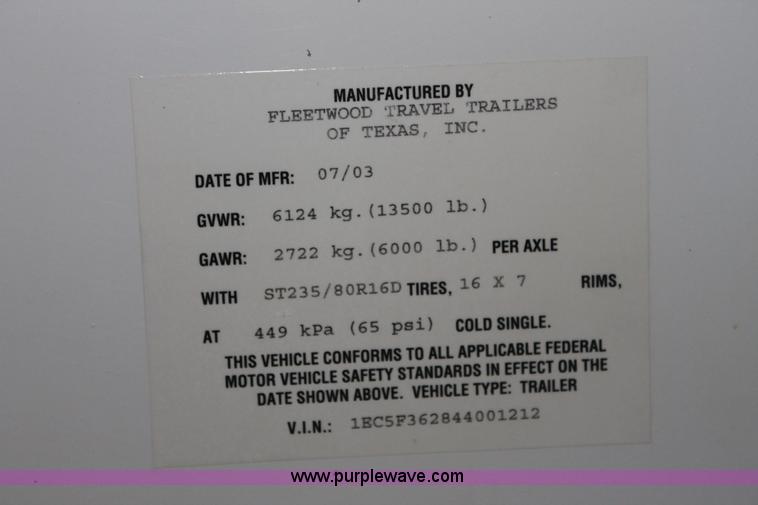 MANUFACTURED BY
FLEETWOOD TRAVEL TRAILERS
OF TEXAS, INC.
DATE OF MFR: 07/03
GVWR: 6124 kg.(13500 lb.)
GAWR: 2722 kg.(6000 lb.) PER AXLE
WITH ST235/80R16D TIRES, 16 X 7 RIMS,
AT 449 kPa (65 psi) COLD SINGLE.
THIS VEHICLE CONFORMS TO ALL APPLICABLE FEDERAL
MOTOR VEHICLE SAFETY STANDARDS IN EFFECT ON THE
DATE SHOWN ABOVE. VEHICLE TYPE: TRAILER
V.I.N.: 1EC5F362844001212
www.purplewave.com